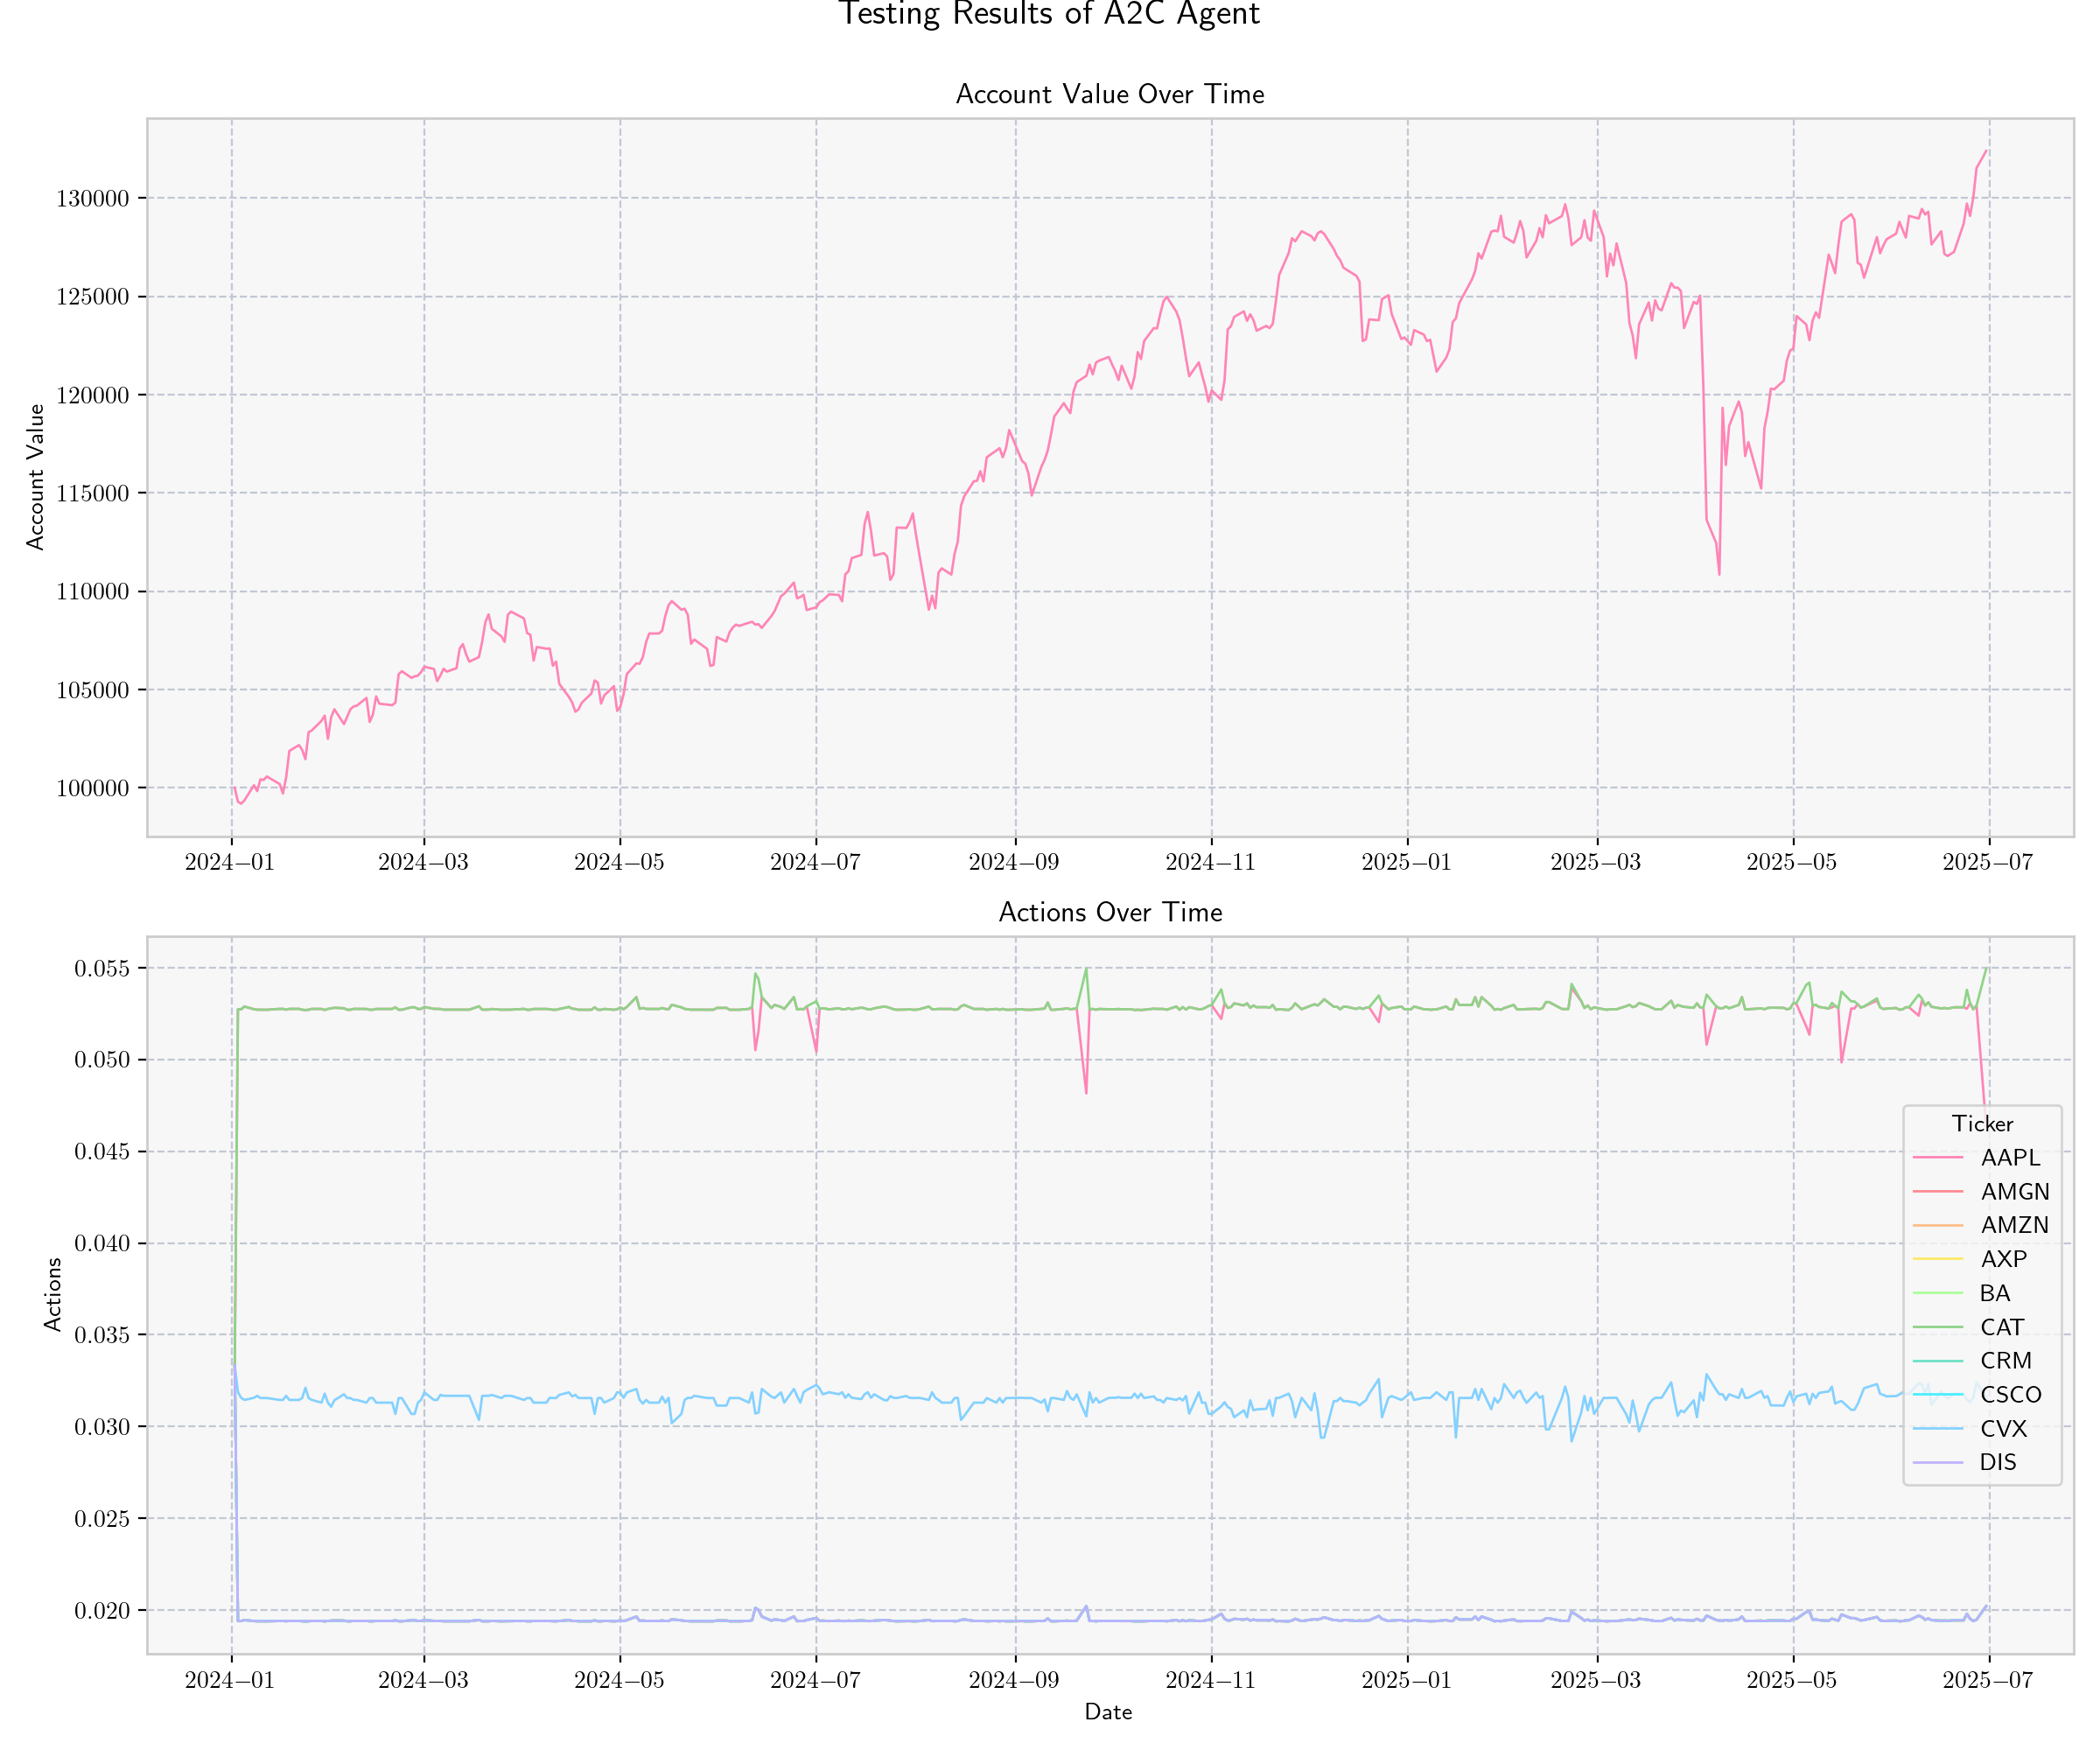 Testing Results of A2C Agent
Account Value Over Time
Account Value
130000
125000
120000
115000
110000
105000
100000
2024−01 2024−03 2024−05 2024−07 2024−09 2024−11 2025−01 2025−03 2025−05 2025−07
Actions Over Time
Actions
0.055
0.050
0.045
0.040
0.035
0.030
0.025
0.020
Ticker
AAPL
AMGN
AMZN
AXP
BA
CAT
CRM
CSCO
CVX
DIS
2024−01 2024−03 2024−05 2024−07 2024−09 2024−11 2025−01 2025−03 2025−05 2025−07
Date